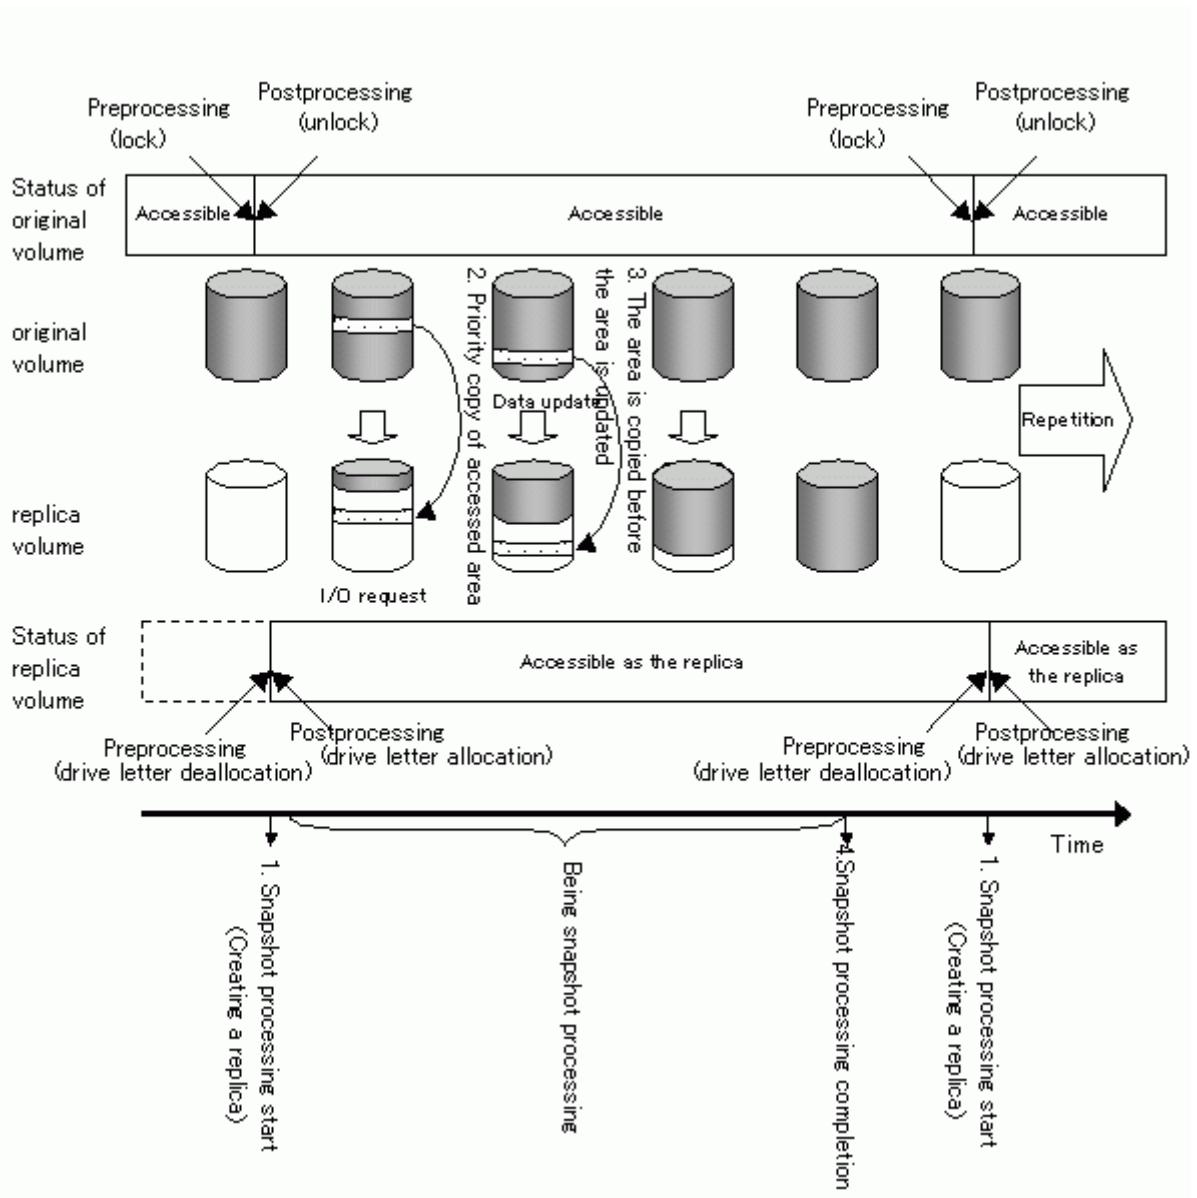 Preprocessing
(lock)
Postprocessing
(unlock)
Preprocessing
(lock)
Postprocessing
(unlock)
Status of
original
volume
Accessible
Accessible
Accessible
original
volume
2. Priority copy of accessed area
3. The area is copied before
the area is updated
Data update
Repetition
replica
volume
I/O request
Status of
replica
volume
Accessible as the replica
Accessible as
the replica
Preprocessing
(drive letter deallocation)
Postprocessing
(drive letter allocation)
Preprocessing
(drive letter deallocation)
Postprocessing
(drive letter allocation)
Time
1. Snapshot processing start
(Creating a replica)
Being snapshot processing
4.Snapshot processing completion
1. Snapshot processing start
(Creating a replica)